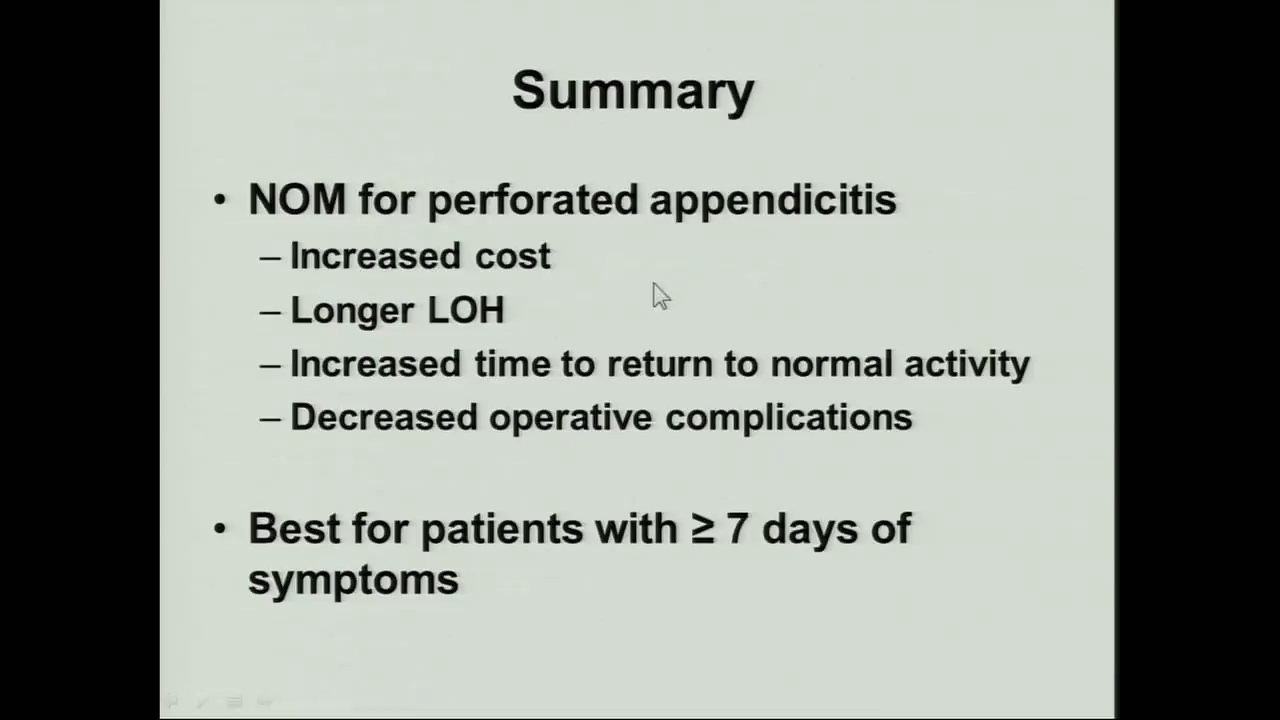 Summary
• NOM for perforated appendicitis
– Increased cost
– Longer LOH
– Increased time to return to normal activity
– Decreased operative complications
• Best for patients with ≥ 7 days of
symptoms